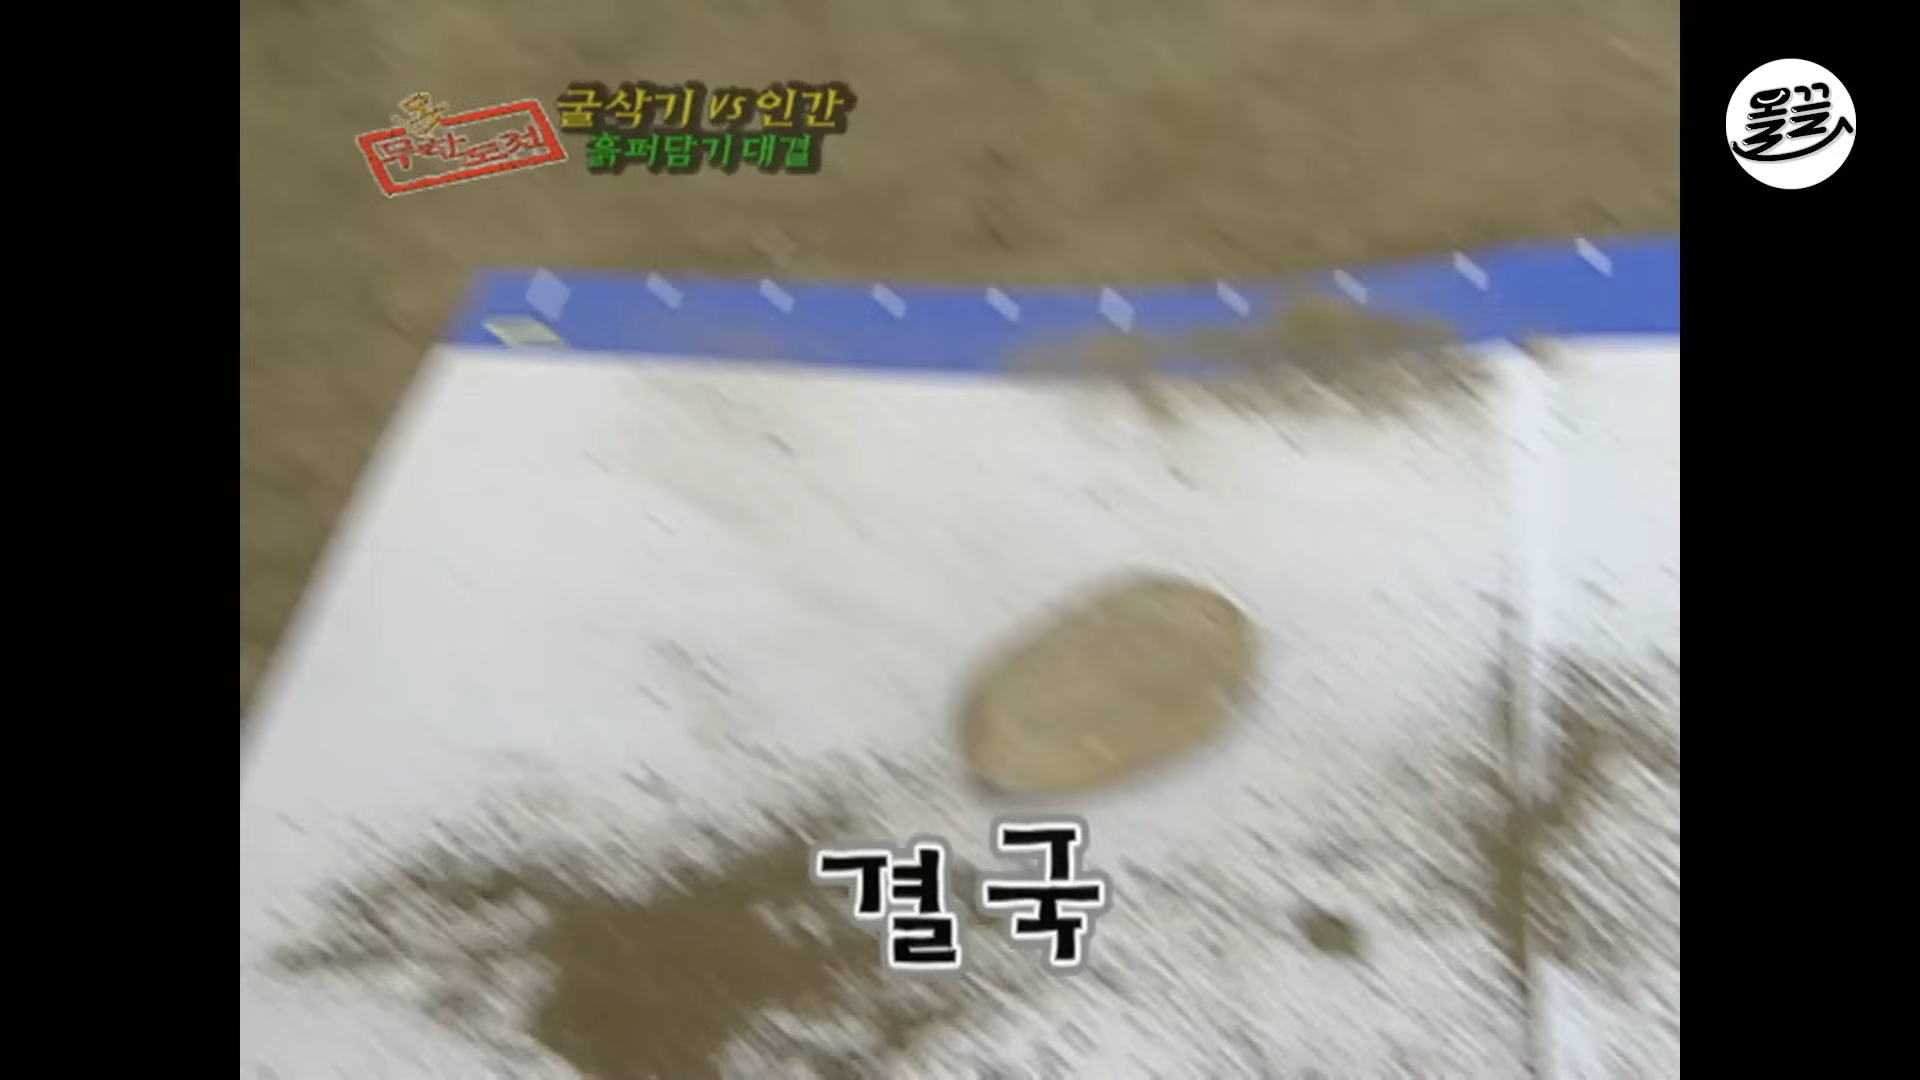 무한도전
굴삭기 vs 인간
흙퍼담기 대결
올끌
결국